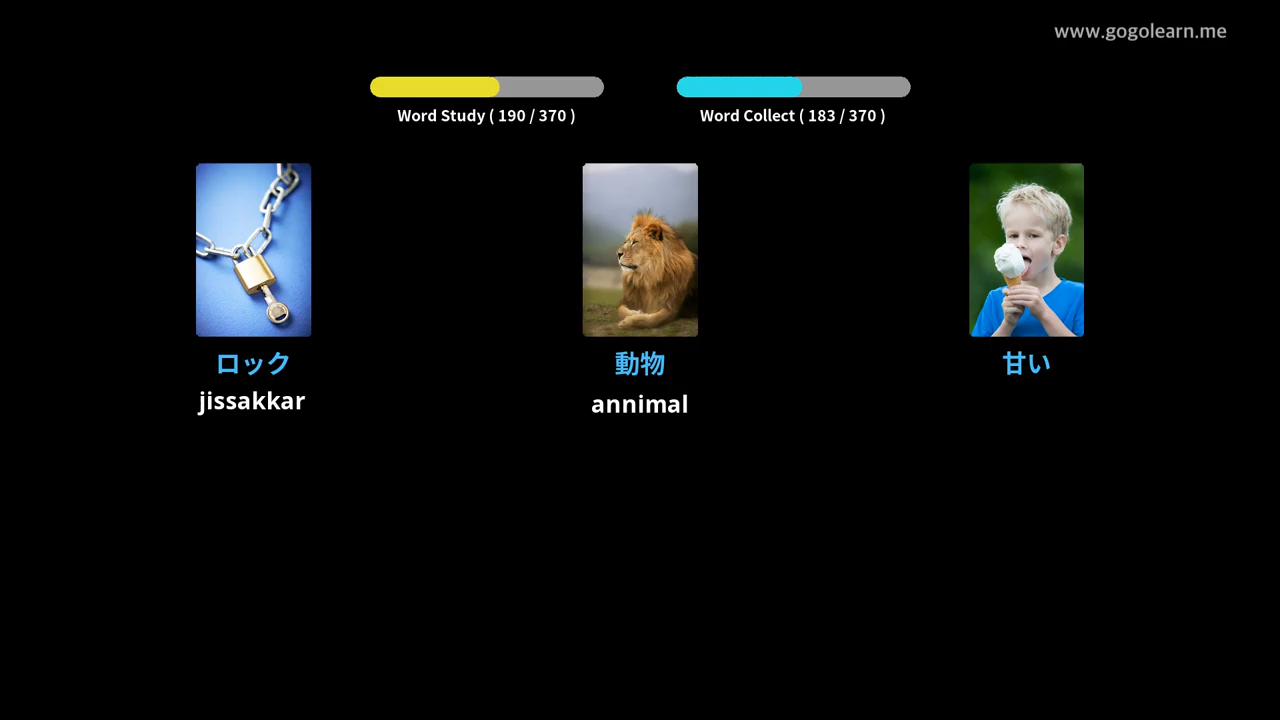 www.gogolearn.me
Word Study ( 190 / 370 )
Word Collect ( 183 / 370 )
ロック
動物
甘い
jissakkar
annimal